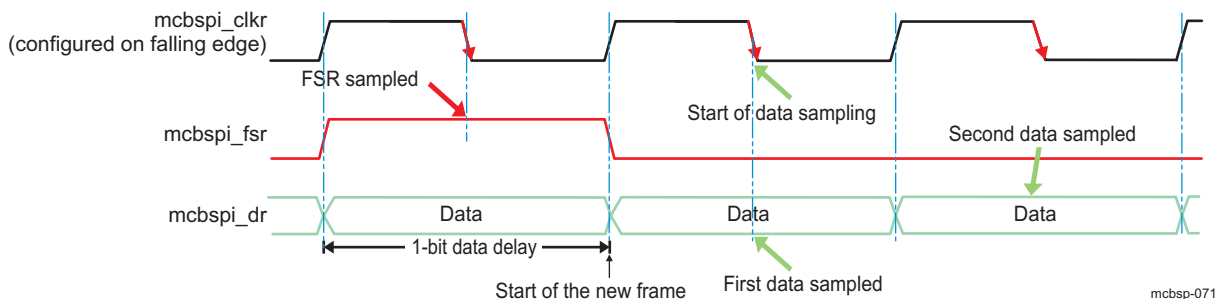 mcbspi_clkr
(configured on falling edge)
FSR sampled
Start of data sampling
mcbspi_fsr
Second data sampled
mcbspi_dr
Data
Data
Data
1-bit data delay
First data sampled
Start of the new frame
mcbsp-071